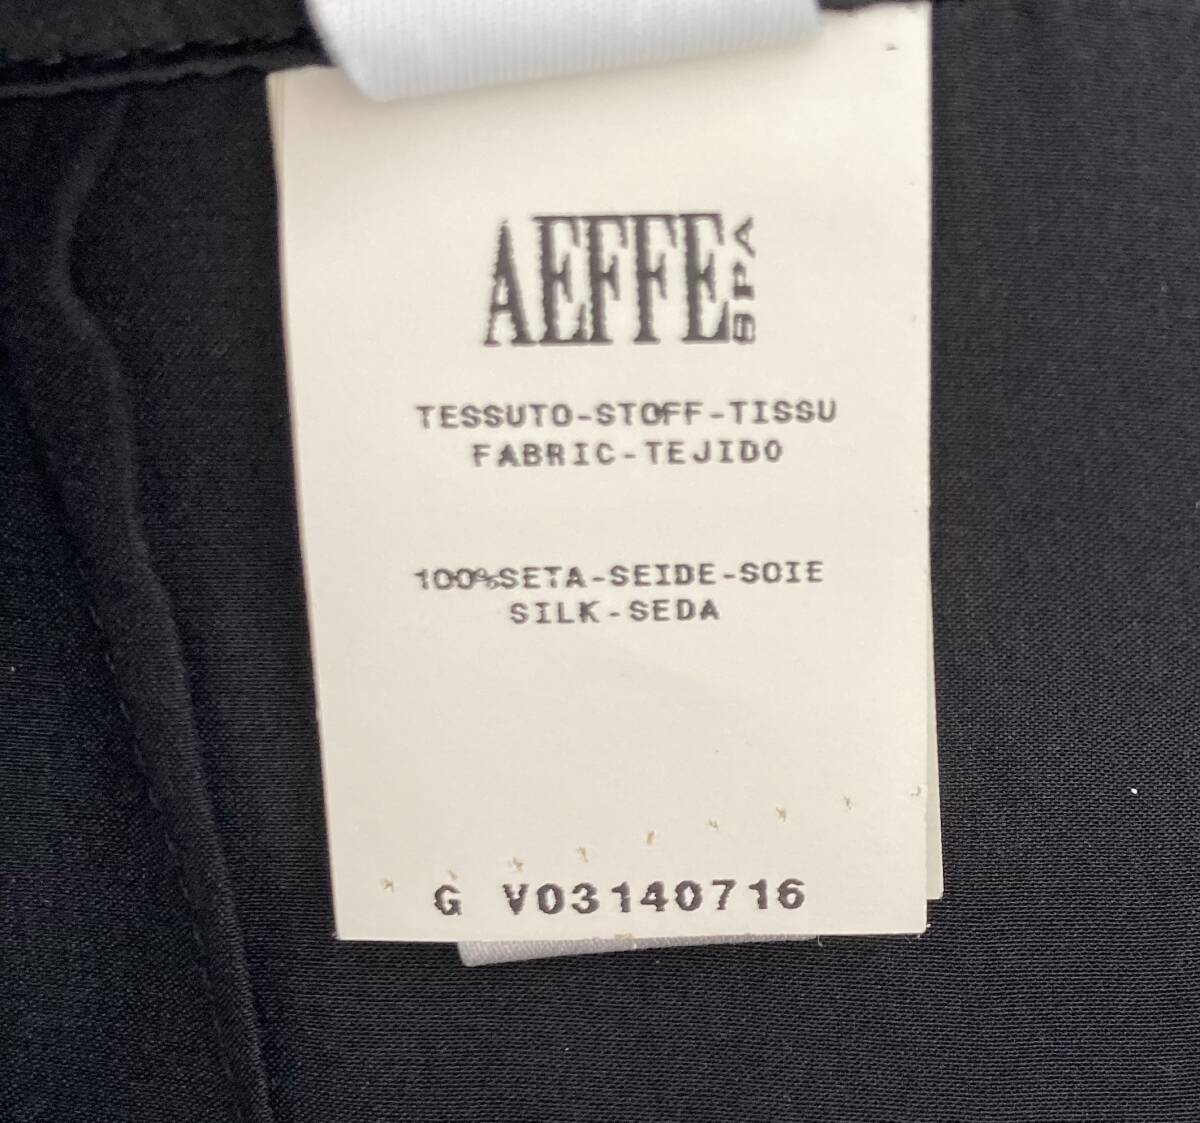 AEFFE SPA
TESSUTO-STOFF-TISSU
FABRIC-TEJIDO
100%SETA-SEIDE-SOIE
SILK-SEDA
G V03140716